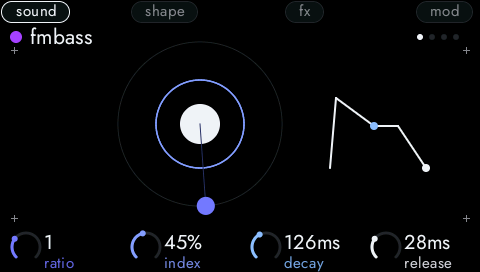 sound shape fx mod
fmbass
1 45% 126ms 28ms
ratio index decay release